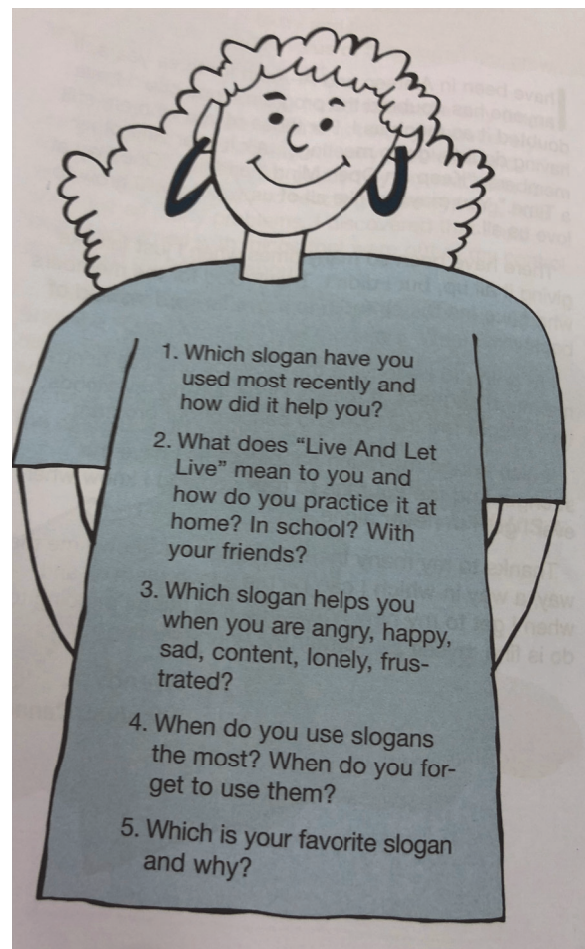 1. Which slogan have you
used most recently and
how did it help you?
2. What does “Live And Let
Live” mean to you and
how do you practice it at
home? In school? With
your friends?
3. Which slogan helps you
when you are angry, happy,
sad, content, lonely, frus-
trated?
4. When do you use slogans
the most? When do you for-
get to use them?
5. Which is your favorite slogan
and why?